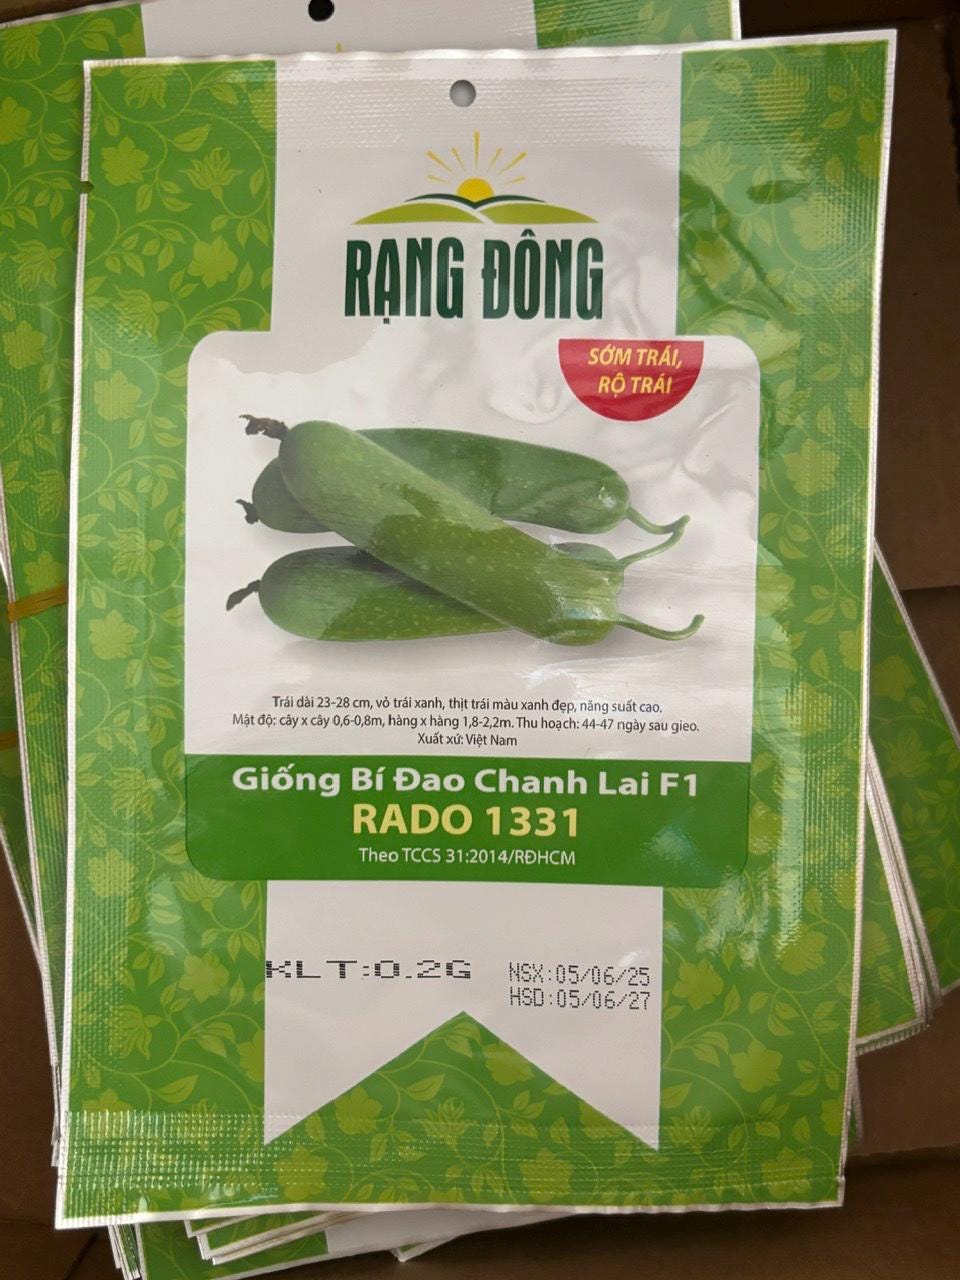 RẠNG ĐÔNG
SỚM TRÁI,
RỘ TRÁI
Trái dài 23-28 cm, vỏ trái xanh, thịt trái màu xanh đẹp, năng suất cao.
Mật độ: cây x cây 0,6-0,8m, hàng x hàng 1,8-2,2m. Thu hoạch: 44-47 ngày sau gieo.
Xuất xứ: Việt Nam
Giống Bí Đao Chanh Lai F1
RADO 1331
Theo TCCS 31:2014/RĐHCM
KLT:0.2G
NSX:05/06/25
HSD:05/06/27